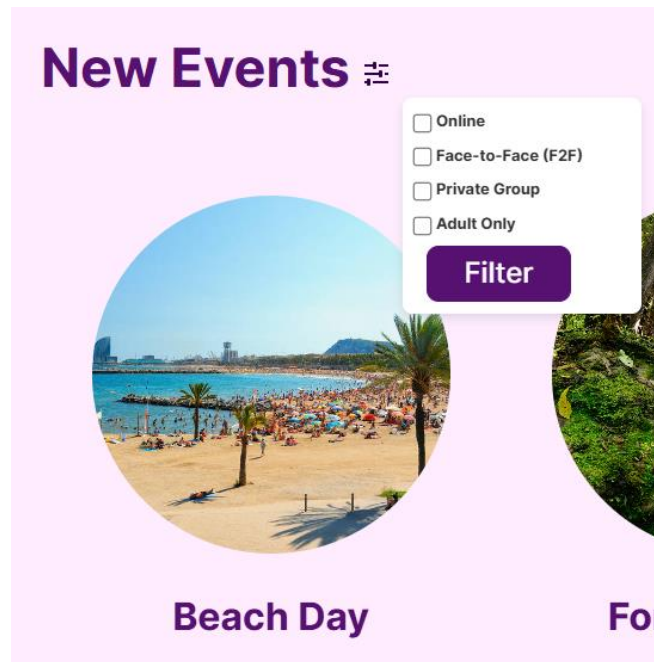 New Events
Online
Face-to-Face (F2F)
Private Group
Adult Only
Filter
Beach Day